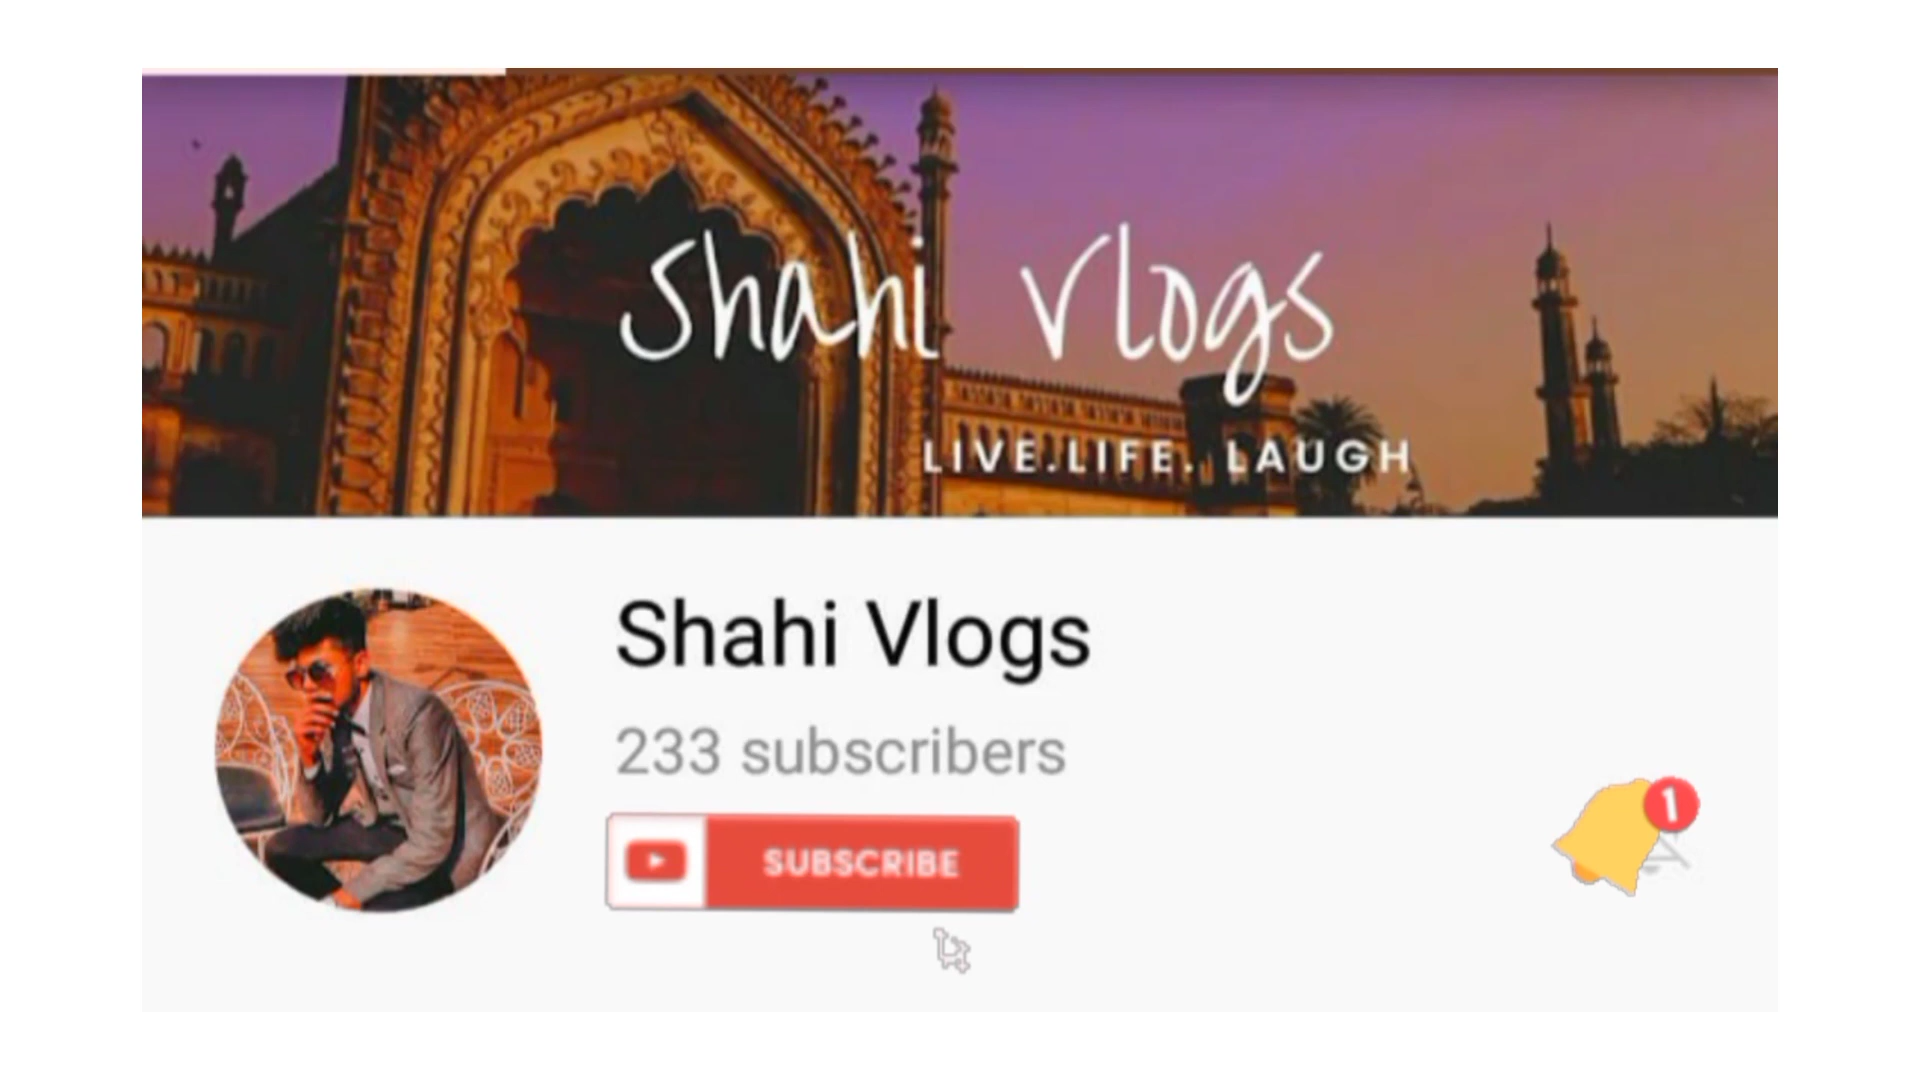 Shahi Vlogs
LIVE.LIFE. LAUGH
Shahi Vlogs
233 subscribers
SUBSCRIBE
1